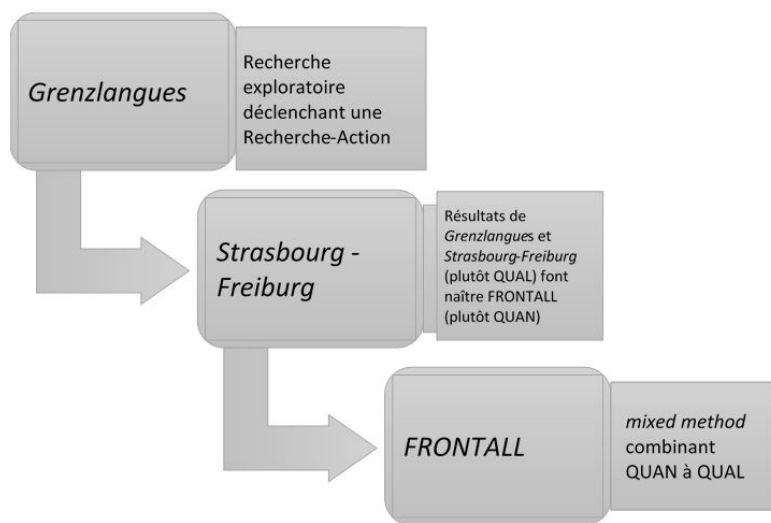 Grenzlangues
Recherche
exploratoire
déclenchant une
Recherche-Action
Strasbourg -
Freiburg
Résultats de
Grenzlangues et
Strasbourg-Freiburg
(plutôt QUAL) font
naître FRONTALL
(plutôt QUAN)
FRONTALL
mixed method
combinant
QUAN à QUAL